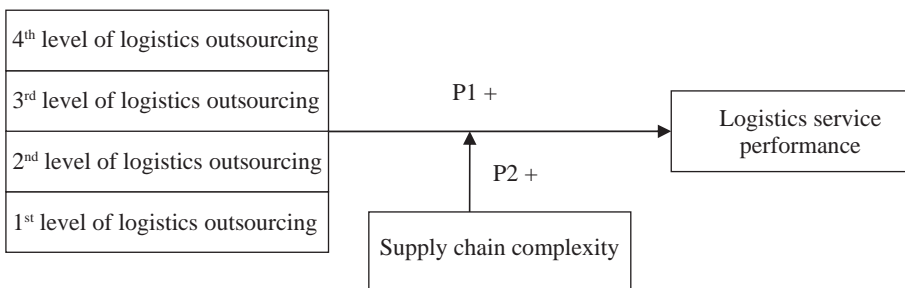 4th level of logistics outsourcing
3rd level of logistics outsourcing
2nd level of logistics outsourcing
1st level of logistics outsourcing
P1 +
P2 +
Supply chain complexity
Logistics service
performance